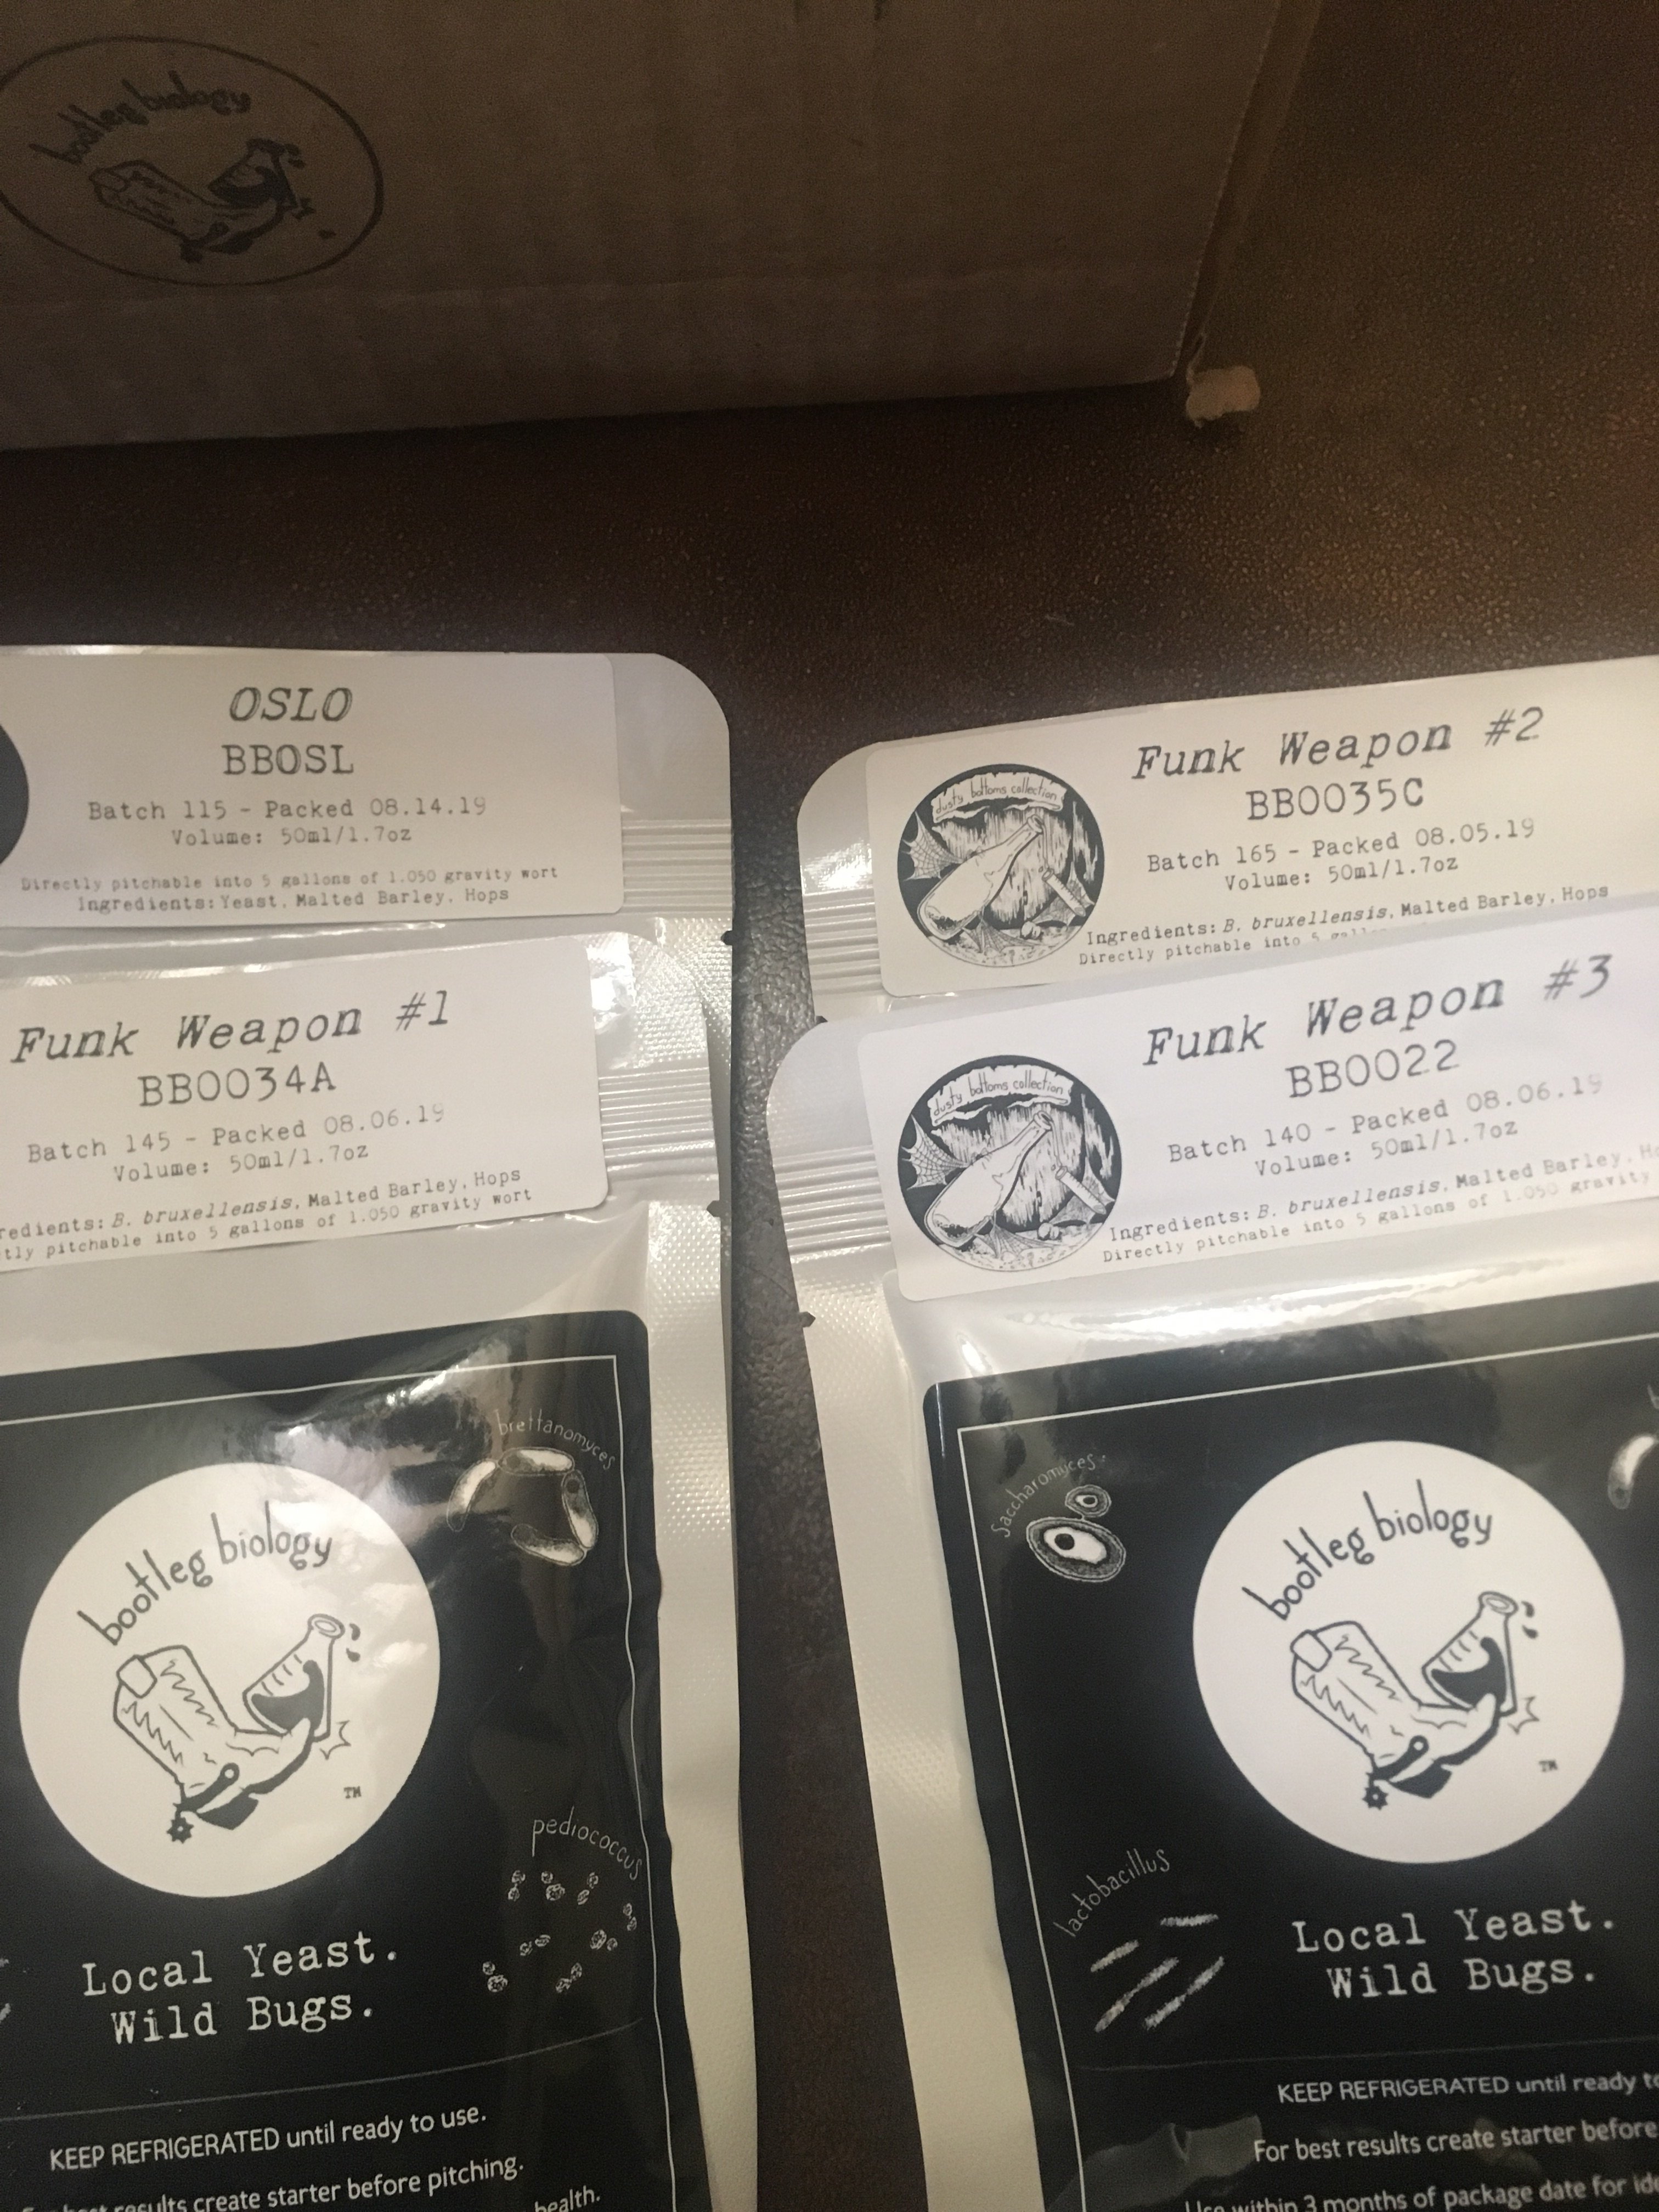 bootleg biology
OSLO
BBOSL
Batch 115 - Packed 08.14.19
Volume: 50ml/1.7oz
Directly pitchable into 5 gallons of 1.050 gravity wort
Ingredients: Yeast, Malted Barley, Hops
Funk Weapon #1
BB0034A
Batch 145 - Packed 08.06.19
Volume: 50ml/1.7oz
redients: B. bruxellensis, Malted Barley, Hops
tly pitchable into 5 gallons of 1.050 gravity wort
brettanomyces
bootleg biology
TM
pediococcus
Local Yeast.
Wild Bugs.
KEEP REFRIGERATED until ready to use.
results create starter before pitching.
health.
dusty bottoms collection
Funk Weapon #2
BB0035C
Batch 165 - Packed 08.05.19
Volume: 50ml/1.7oz
Ingredients: B. bruxellensis, Malted Barley, Hops
Directly pitchable into 5
dusty bottoms collection
Funk Weapon #3
BB0022
Batch 140 - Packed 08.06.19
Volume: 50ml/1.7oz
Ingredients: B. bruxellensis, Malted Barley, Ho
Directly pitchable into 5 gallons of 1.050 gravity
Saccharomyces
bootleg biology
TM
lactobacillus
Local Yeast.
Wild Bugs.
KEEP REFRIGERATED until ready to
For best results create starter before
Use within 3 months of package date for ide